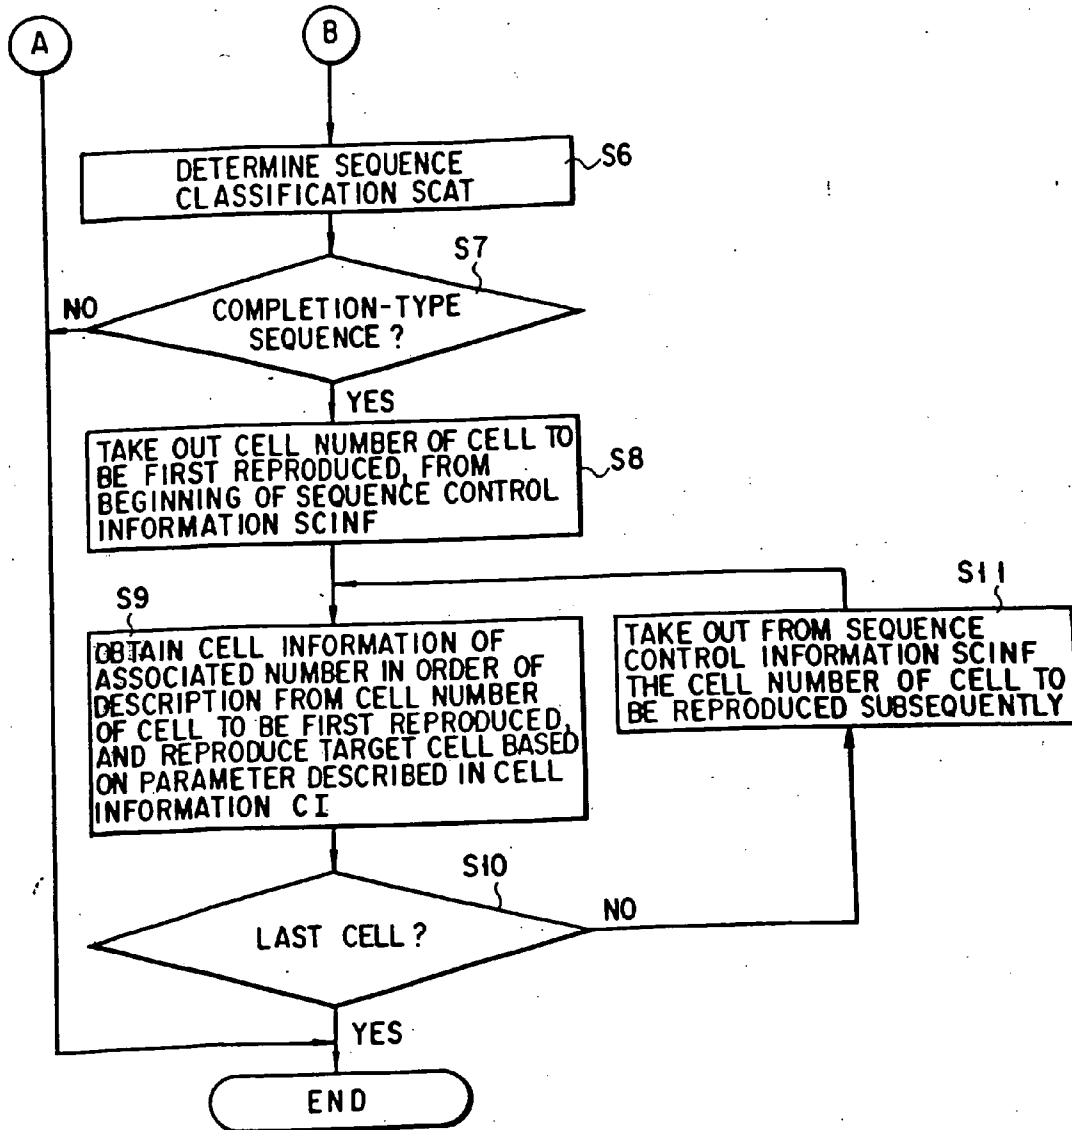 A
B
DETERMINE SEQUENCE
CLASSIFICATION SCAT
S6
S7
NO
COMPLETION-TYPE
SEQUENCE?
YES
TAKE OUT CELL NUMBER OF CELL TO
BE FIRST REPRODUCED, FROM
BEGINNING OF SEQUENCE CONTROL
INFORMATION SCINF
S8
S9
OBTAIN CELL INFORMATION OF
ASSOCIATED NUMBER IN ORDER OF
DESCRIPTION FROM CELL NUMBER
OF CELL TO BE FIRST REPRODUCED,
AND REPRODUCE TARGET CELL BASED
ON PARAMETER DESCRIBED IN CELL
INFORMATION CI
S11
TAKE OUT FROM SEQUENCE
CONTROL INFORMATION SCINF
THE CELL NUMBER OF CELL TO
BE REPRODUCED SUBSEQUENTLY
S10
LAST CELL?
NO
YES
END